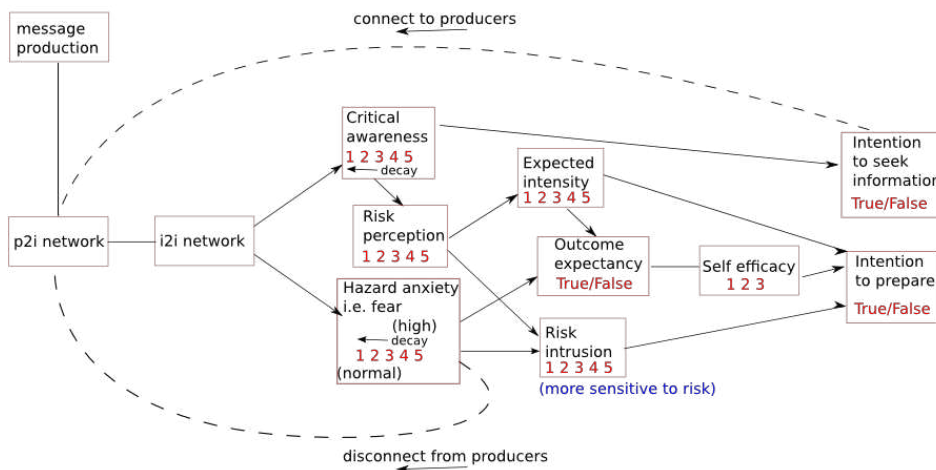 connect to producers
message
production
Critical
awareness
1 2 3 4 5
decay
Expected
intensity
1 2 3 4 5
Intention
to seek
information
True/False
p2i network
i2i network
Risk
perception
1 2 3 4 5
Outcome
expectancy
True/False
Self efficacy
1 2 3
Intention
to prepare
True/False
Hazard anxiety
i.e. fear
(high)
decay
1 2 3 4 5
(normal)
Risk
intrusion
1 2 3 4 5
(more sensitive to risk)
disconnect from producers